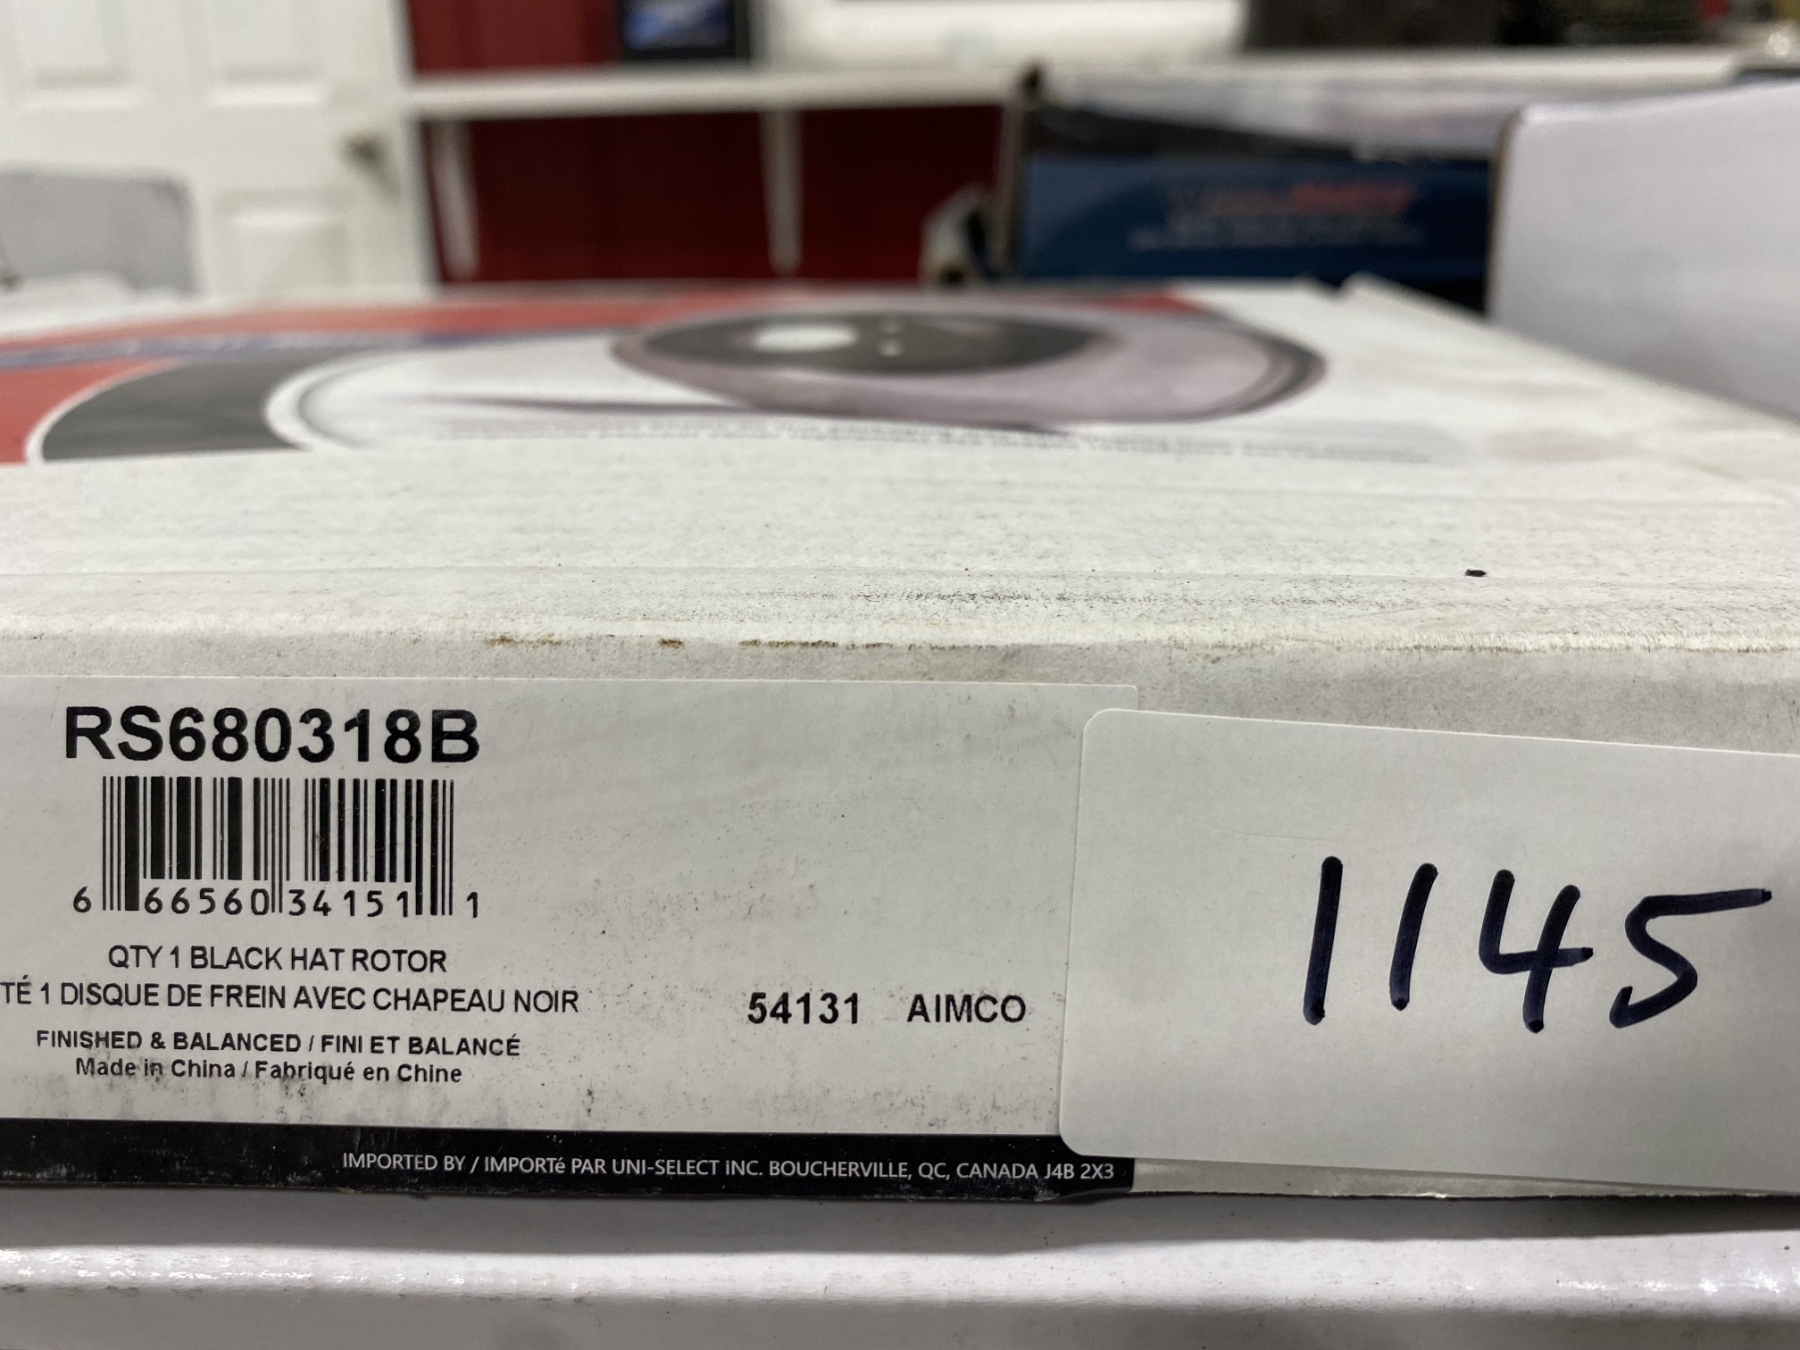 RS680318B
6 66560 34151 1
QTY 1 BLACK HAT ROTOR
TÉ 1 DISQUE DE FREIN AVEC CHAPEAU NOIR
FINISHED & BALANCED / FINI ET BALANCÉ
Made in China / Fabriqué en Chine
54131 AIMCO
1145
IMPORTED BY / IMPORTé PAR UNI-SELECT INC. BOUCHERVILLE, QC, CANADA J4B 2X3